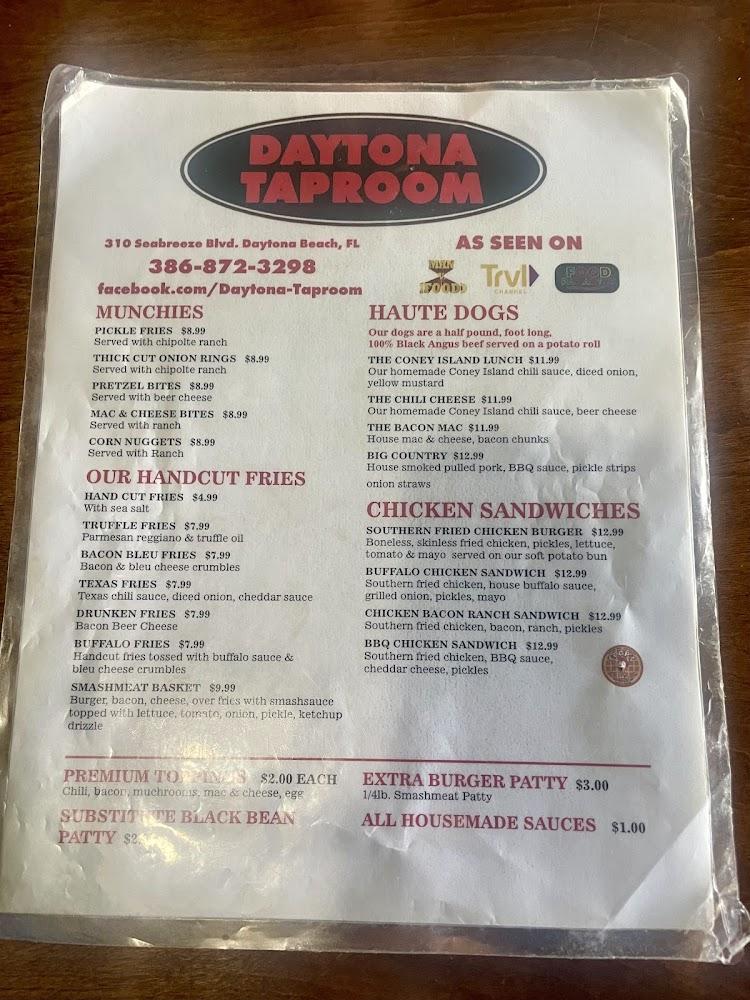 DAYTONA
TAPROOM
310 Seabreeze Blvd. Daytona Beach, FL
386-872-3298
facebook.com/Daytona-Taproom
AS SEEN ON
MAN
FOOD
Trvl
CHANNEL
FOOD
MUNCHIES
PICKLE FRIES $8.99
Served with chipolte ranch
THICK CUT ONION RINGS $8.99
Served with chipolte ranch
PRETZEL BITES $8.99
Served with beer cheese
MAC & CHEESE BITES $8.99
Served with ranch
CORN NUGGETS $8.99
Served with Ranch
OUR HANDCUT FRIES
HAND CUT FRIES $4.99
With sea salt
TRUFFLE FRIES $7.99
Parmesan reggiano & truffle oil
BACON BLEU FRIES $7.99
Bacon & bleu cheese crumbles
TEXAS FRIES $7.99
Texas chili sauce, diced onion, cheddar sauce
DRUNKEN FRIES $7.99
Bacon Beer Cheese
BUFFALO FRIES $7.99
Handcut fries tossed with buffalo sauce &
bleu cheese crumbles
SMASHMEAT BASKET $9.99
Burger, bacon, cheese, over fries with smashsauce
topped with lettuce, tomato, onion, pickle, ketchup
drizzle
HAUTE DOGS
Our dogs are a half pound, foot long,
100% Black Angus beef served on a potato roll
THE CONEY ISLAND LUNCH $11.99
Our homemade Coney Island chili sauce, diced onion,
yellow mustard
THE CHILI CHEESE $11.99
Our homemade Coney Island chili sauce, beer cheese
THE BACON MAC $11.99
House mac & cheese, bacon chunks
BIG COUNTRY $12.99
House smoked pulled pork, BBQ sauce, pickle strips
onion straws
CHICKEN SANDWICHES
SOUTHERN FRIED CHICKEN BURGER $12.99
Boneless, skinless fried chicken, pickles, lettuce,
tomato & mayo served on our soft potato bun
BUFFALO CHICKEN SANDWICH $12.99
Southern fried chicken, house buffalo sauce,
grilled onion, pickles, mayo
CHICKEN BACON RANCH SANDWICH $12.99
Southern fried chicken, bacon, ranch, pickles
BBQ CHICKEN SANDWICH $12.99
Southern fried chicken, BBQ sauce,
cheddar cheese, pickles
PREMIUM TOPPINGS $2.00 EACH
Chili, bacon, muchrooms, mac & cheese, egg
SUBSTITUTE BLACK BEAN
PATTY
EXTRA BURGER PATTY $3.00
1/4lb. Smashmeat Patty
ALL HOUSEMADE SAUCES $1.00